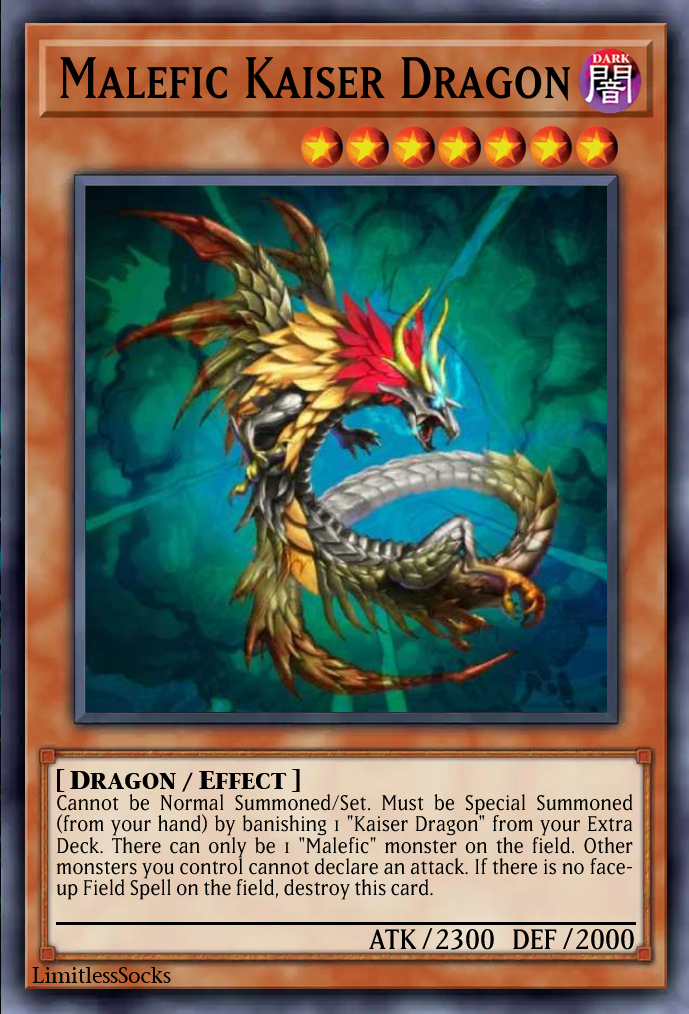 Malefic Kaiser Dragon
DARK
闇
[ Dragon / Effect ]
Cannot be Normal Summoned/Set. Must be Special Summoned
(from your hand) by banishing 1 "Kaiser Dragon" from your Extra
Deck. There can only be 1 "Malefic" monster on the field. Other
monsters you control cannot declare an attack. If there is no face-
up Field Spell on the field, destroy this card.
ATK/2300 DEF/2000
LimitlessSocks